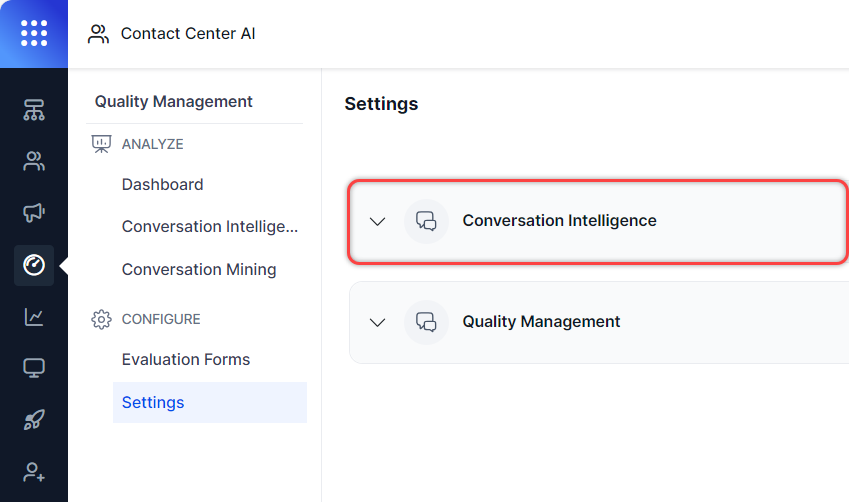 Contact Center AI
Quality Management
ANALYZE
Dashboard
Conversation Intellige...
Conversation Mining
CONFIGURE
Evaluation Forms
Settings
Settings
Conversation Intelligence
Quality Management